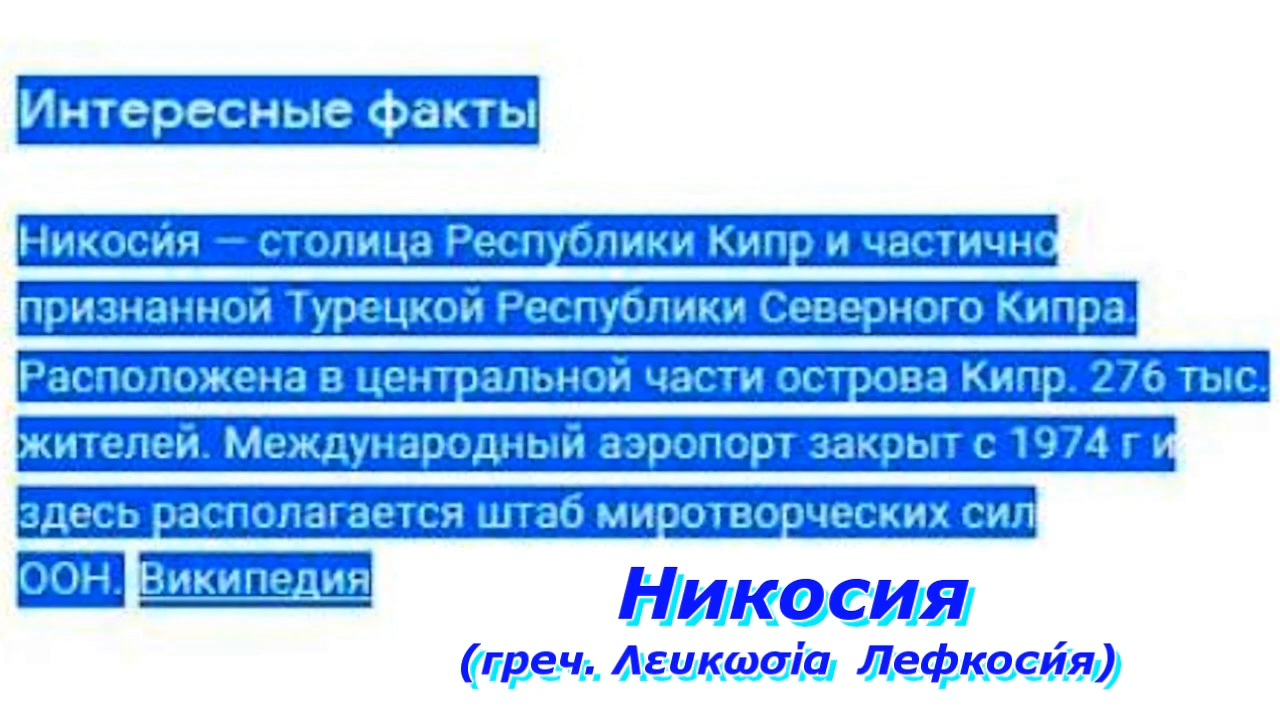 Интересные факты
Никоси́я — столица Республики Кипр и частично
признанной Турецкой Республики Северного Кипра.
Расположена в центральной части острова Кипр. 276 тыс.
жителей. Международный аэропорт закрыт с 1974 г и
здесь располагается штаб миротворческих сил
ООН. Википедия
Никосия
(греч. Λευκωσία Лефкоси́я)